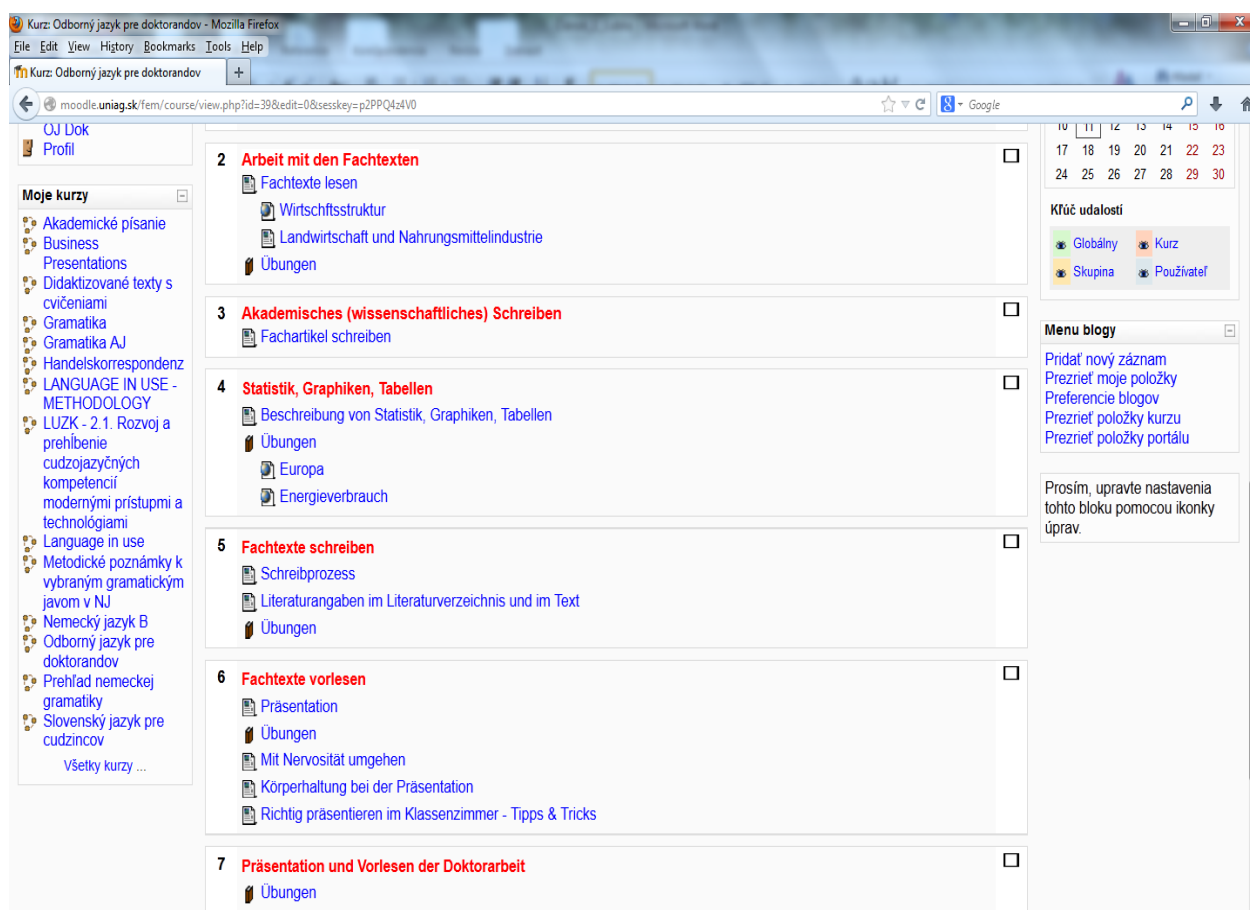 Kurz: Odborný jazyk pre doktorandov - Mozilla Firefox
File Edit View History Bookmarks Tools Help
Kurz: Odborný jazyk pre doktorandov
moodle.uniag.sk/fem/course/view.php?id=39&edit=0&sesskey=p2PPQ4z4V0
Google
OJ Dok
Profil
Moje kurzy
Akademické písanie
Business
Presentations
Didaktizované texty s
cvičeniami
Gramatika
Gramatika AJ
Handelskorrespondenz
LANGUAGE IN USE -
METHODOLOGY
LUZK - 2.1. Rozvoj a
prehĺbenie
cudzojazyčných
kompetencií
modernými prístupmi a
technológiami
Language in use
Metodické poznámky k
vybraným gramatickým
javom v NJ
Nemecký jazyk B
Odborný jazyk pre
doktorandov
Prehľad nemeckej
gramatiky
Slovenský jazyk pre
cudzincov
Všetky kurzy ...
2 Arbeit mit den Fachtexten
Fachtexte lesen
Wirtschftsstruktur
Landwirtschaft und Nahrungsmittelindustrie
Übungen
3 Akademisches (wissenschaftliches) Schreiben
Fachartikel schreiben
4 Statistik, Graphiken, Tabellen
Beschreibung von Statistik, Graphiken, Tabellen
Übungen
Europa
Energieverbrauch
5 Fachtexte schreiben
Schreibprozess
Literaturangaben im Literaturverzeichnis und im Text
Übungen
6 Fachtexte vorlesen
Präsentation
Übungen
Mit Nervosität umgehen
Körperhaltung bei der Präsentation
Richtig präsentieren im Klassenzimmer - Tipps & Tricks
7 Präsentation und Vorlesen der Doktorarbeit
Übungen
10 11 12 13 14 15 16
17 18 19 20 21 22 23
24 25 26 27 28 29 30
Kľúč udalostí
Globálny Kurz
Skupina Používateľ
Menu blogy
Pridať nový záznam
Prezrieť moje položky
Preferencie blogov
Prezrieť položky kurzu
Prezrieť položky portálu
Prosím, upravte nastavenia
tohto bloku pomocou ikonky
úprav.